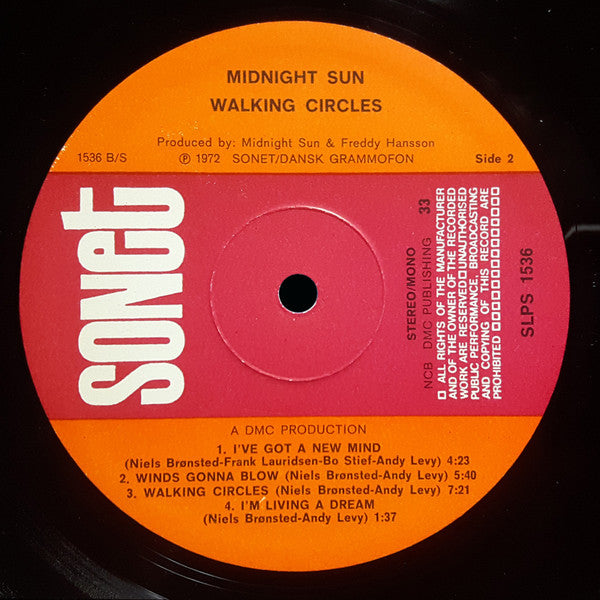 MIDNIGHT SUN
WALKING CIRCLES
Produced by: Midnight Sun & Freddy Hansson
1536 B/S
℗ 1972 SONET/DANSK GRAMMOFON
Side 2
sonet
STEREO/MONO 33
NCB DMC PUBLISHING
□ ALL RIGHTS OF THE MANUFACTURER
AND OF THE OWNER OF THE RECORDED
WORK ARE RESERVED □ UNAUTHORISED
PUBLIC PERFORMANCE, BROADCASTING
AND COPYING OF THIS RECORD ARE
PROHIBITED □□□□□□□□□□□□
SLPS 1536
A DMC PRODUCTION
1. I'VE GOT A NEW MIND
(Niels Brønsted-Frank Lauridsen-Bo Stief-Andy Levy) 4:23
2. WINDS GONNA BLOW (Niels Brønsted-Andy Levy) 5:40
3. WALKING CIRCLES (Niels Brønsted-Andy Levy) 7:21
4. I'M LIVING A DREAM
(Niels Brønsted-Andy Levy) 1:37